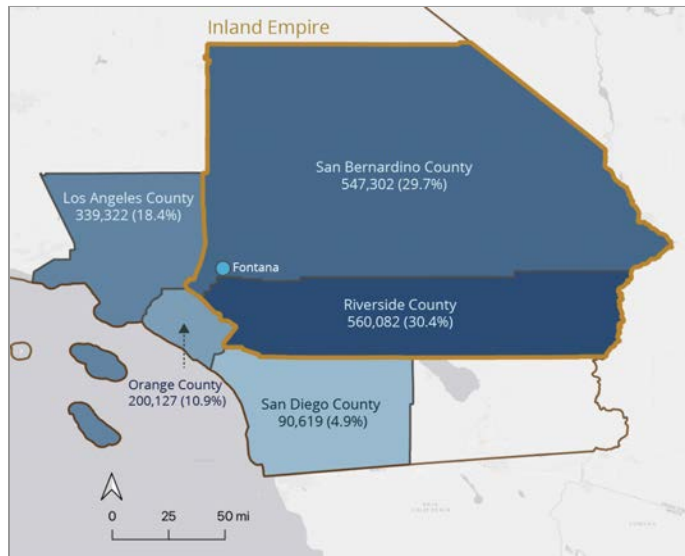 Inland Empire
San Bernardino County
547,302 (29.7%)
Los Angeles County
339,322 (18.4%)
Fontana
Riverside County
560,082 (30.4%)
Orange County
200,127 (10.9%)
San Diego County
90,619 (4.9%)
0 25 50 mi